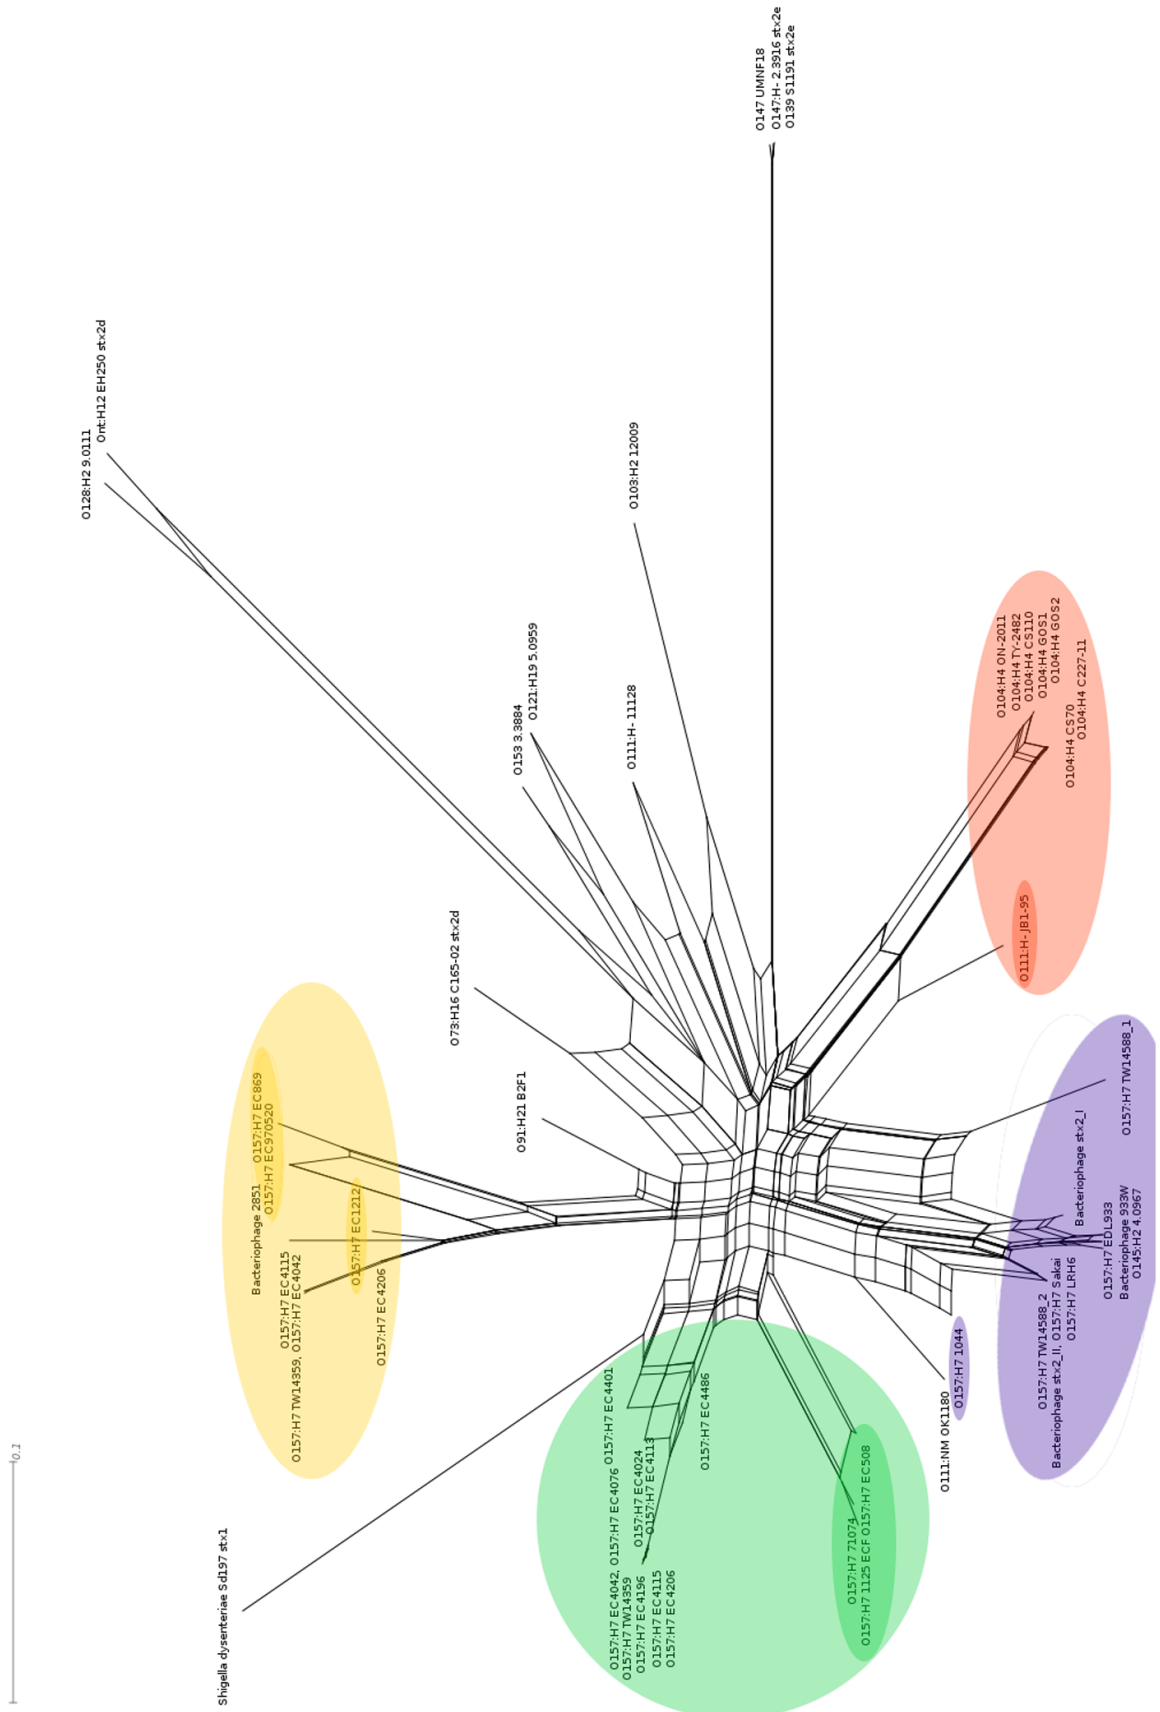 O147 UMNF18
O147:H- 2.3916 stx2e
O139 S1191 stx2e
Ont:H12 EH250 stx2d
O128:H2 9.0111
O103:H2 12009
O121:H19 5.0959
O153 3.3884
O111:H- 11128
O104:H4 ON-2011
O104:H4 TY-2482
O104:H4 CS110
O104:H4 GOS1
O104:H4 GOS2
O104:H4 C227-11
O104:H4 CS70
O111:H- JB1-95
O73:H16 C165-02 stx2d
O91:H21 B2F1
O157:H7 EC869
O157:H7 EC970520
Bacteriophage 2851
O157:H7 EC1212
O157:H7 EC4115
O157:H7 TW14359, O157:H7 EC4042
O157:H7 EC4206
O157:H7 TW14588_1
Bacteriophage stx2_I
O157:H7 EDL933
Bacteriophage 933W
O145:H2 4.0967
O157:H7 TW14588_2
Bacteriophage stx2_II, O157:H7 Sakai
O157:H7 LRH6
O157:H7 1044
O111:NM OK1180
O157:H7 EC4401
O157:H7 EC4486
O157:H7 EC4024
O157:H7 EC4113
O157:H7 EC4042, O157:H7 EC4076
O157:H7 TW14359
O157:H7 EC4196
O157:H7 EC4115
O157:H7 EC4206
O157:H7 71074
O157:H7 1125 ECF O157:H7 EC508
Shigella dysenteriae Sd197 stx1
0.1